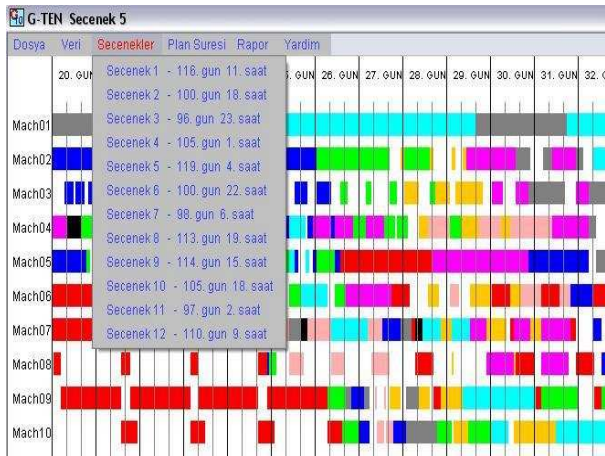 G-TEN Secenek 5
Dosya Veri Secenekler Plan Suresi Rapor Yardim
20. GUN 26. GUN 27. GUN 28. GUN 29. GUN 30. GUN 31. GUN 32.
Secenek 1 - 116. gun 11. saat
Secenek 2 - 100. gun 18. saat
Secenek 3 - 96. gun 23. saat
Secenek 4 - 105. gun 1. saat
Secenek 5 - 119. gun 4. saat
Secenek 6 - 100. gun 22. saat
Secenek 7 - 98. gun 6. saat
Secenek 8 - 113. gun 19. saat
Secenek 9 - 114. gun 15. saat
Secenek 10 - 105. gun 18. saat
Secenek 11 - 97. gun 2. saat
Secenek 12 - 110. gun 9. saat
Mach01
Mach02
Mach03
Mach04
Mach05
Mach06
Mach07
Mach08
Mach09
Mach10